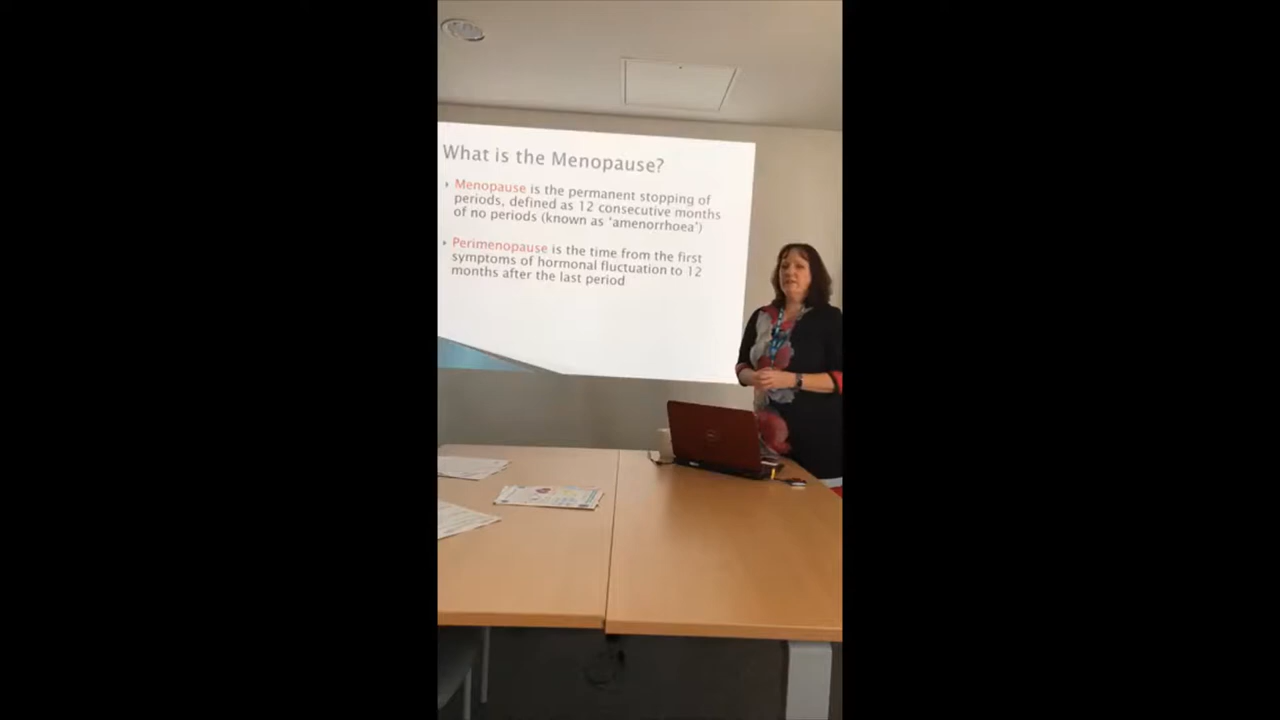 What is the Menopause?
Menopause is the permanent stopping of
periods, defined as 12 consecutive months
of no periods (known as 'amenorrhoea')
Perimenopause is the time from the first
symptoms of hormonal fluctuation to 12
months after the last period